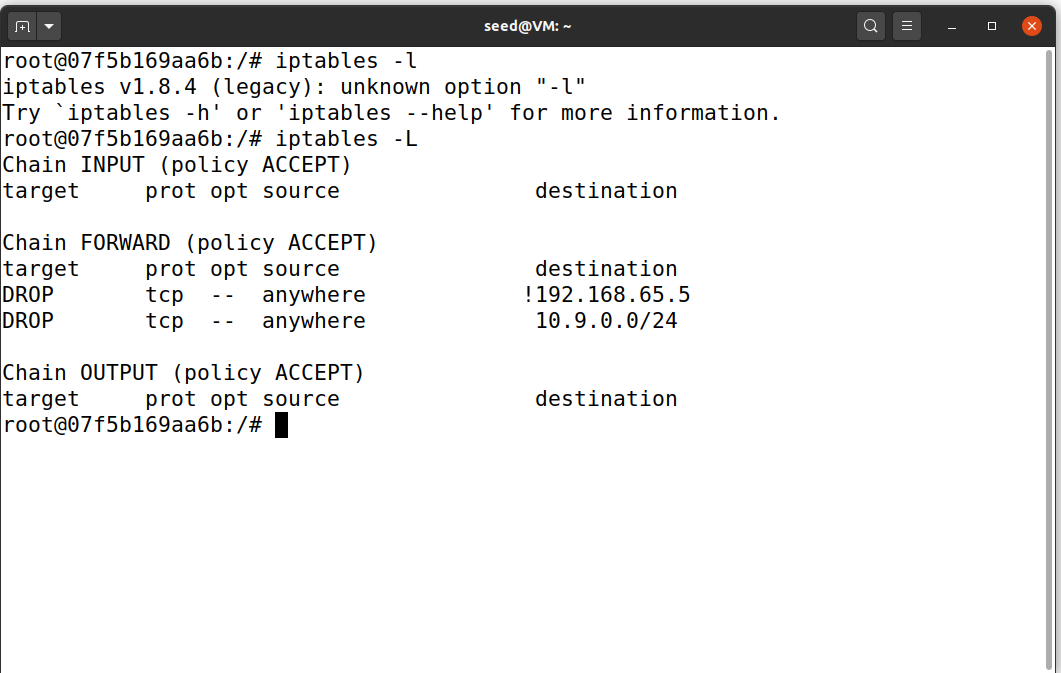 seed@VM: ~
root@07f5b169aa6b:/# iptables -l
iptables v1.8.4 (legacy): unknown option "-l"
Try `iptables -h' or 'iptables --help' for more information.
root@07f5b169aa6b:/# iptables -L
Chain INPUT (policy ACCEPT)
target     prot opt source               destination

Chain FORWARD (policy ACCEPT)
target     prot opt source               destination
DROP       tcp  --  anywhere            !192.168.65.5
DROP       tcp  --  anywhere             10.9.0.0/24

Chain OUTPUT (policy ACCEPT)
target     prot opt source               destination
root@07f5b169aa6b:/#